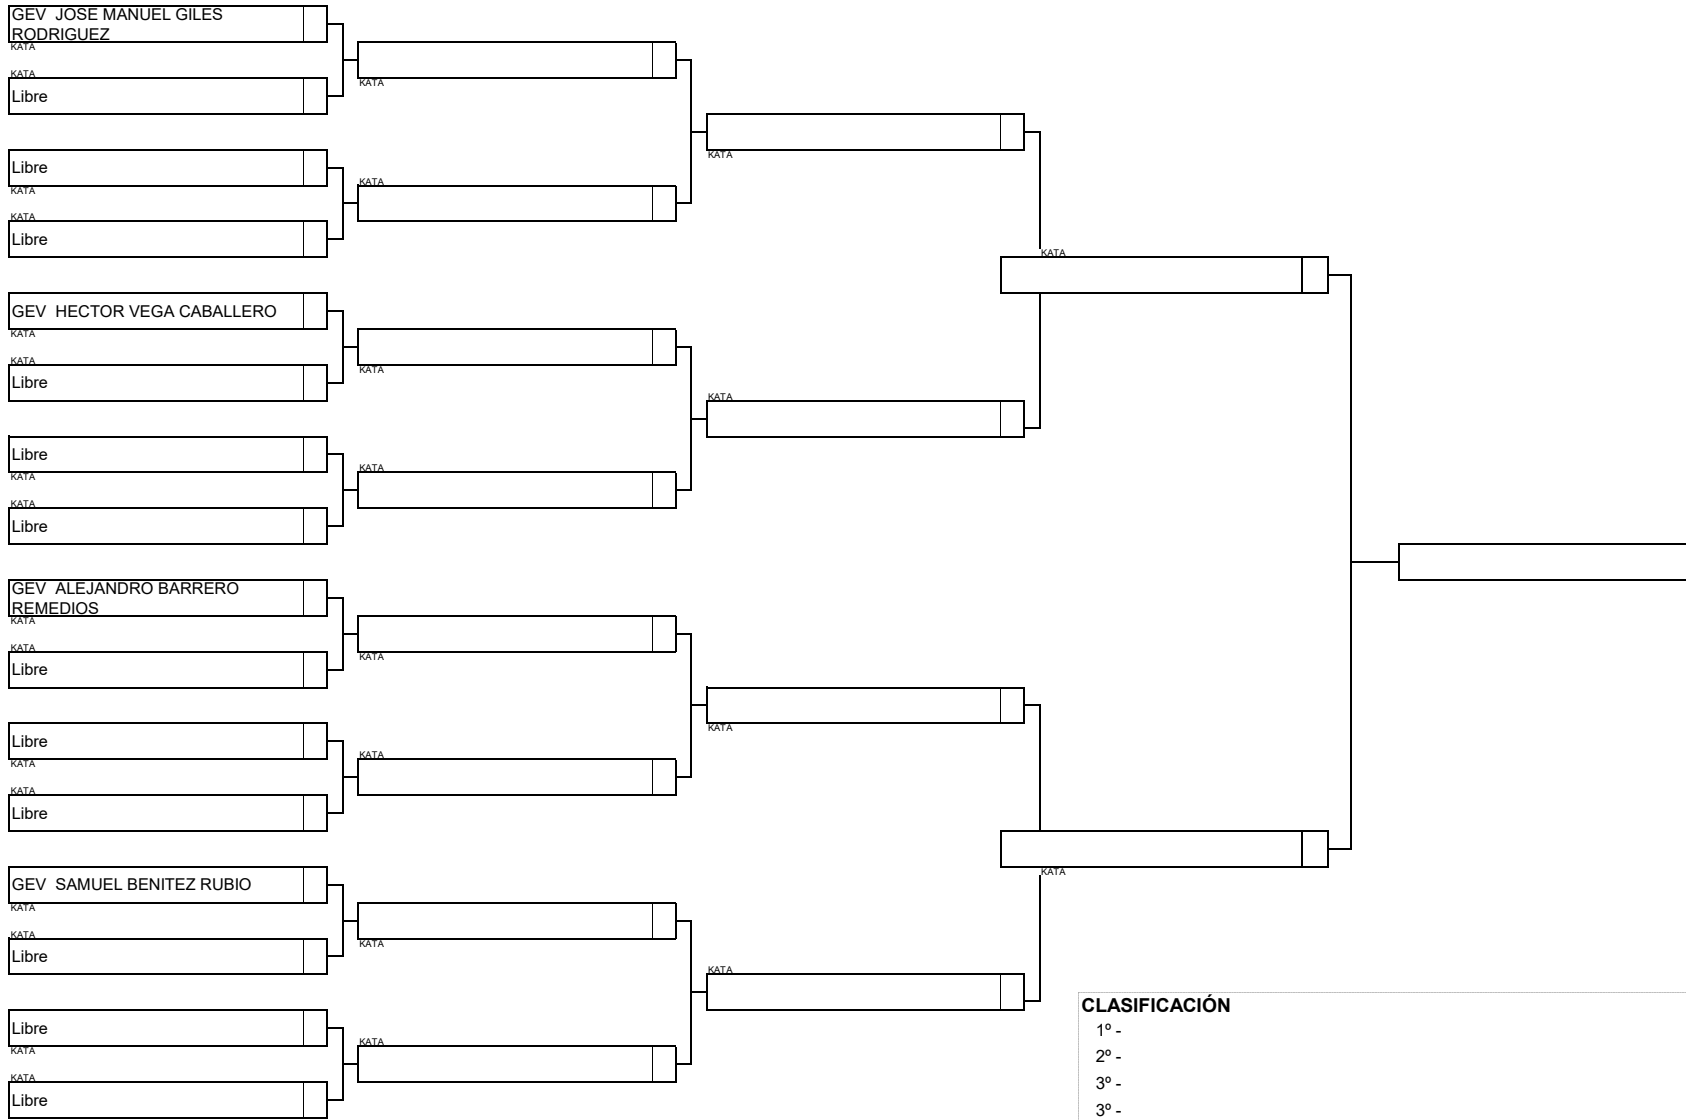 GEV JOSE MANUEL GILES
RODRIGUEZ
KATA
KATA
KATA
Libre
KATA
Libre
KATA
KATA
KATA
KATA
Libre
KATA
GEV HECTOR VEGA CABALLERO
KATA
KATA
KATA
Libre
KATA
Libre
KATA
KATA
KATA
Libre
GEV ALEJANDRO BARRERO
REMEDIOS
KATA
KATA
KATA
Libre
KATA
Libre
KATA
KATA
KATA
Libre
KATA
GEV SAMUEL BENITEZ RUBIO
KATA
KATA
KATA
Libre
KATA
Libre
KATA
KATA
KATA
Libre
CLASIFICACIÓN
1º -
2º -
3º -
3º -